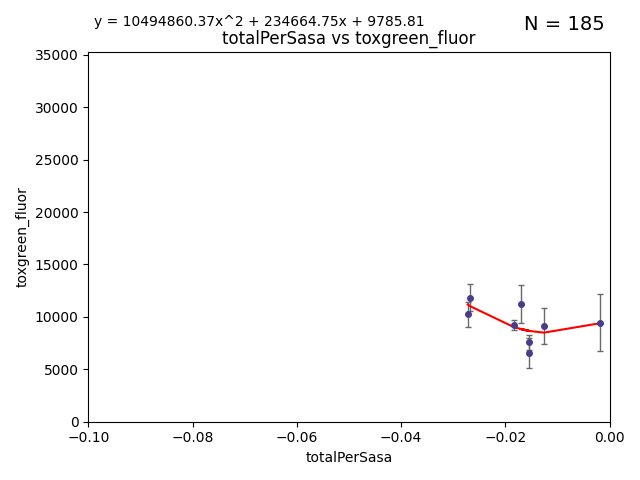 y = 10494860.37x^2 + 234664.75x + 9785.81
N = 185
totalPerSasa vs toxgreen_fluor
35000
30000
25000
20000
15000
10000
5000
0
toxgreen_fluor
−0.10 −0.08 −0.06 −0.04 −0.02 0.00
totalPerSasa